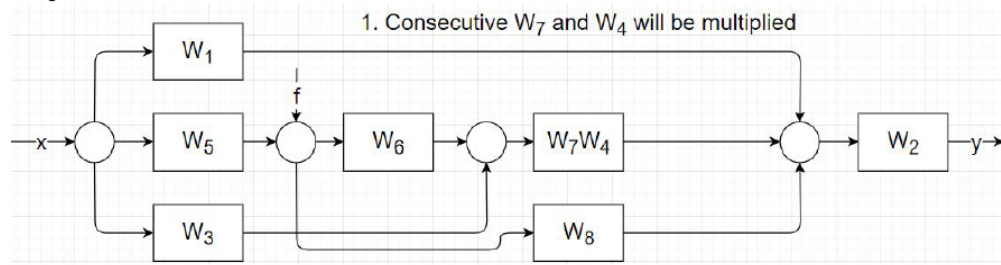 1. Consecutive W7 and W4 will be multiplied
W1
f
x W5 W6 W7W4 W2 y
W3 W8